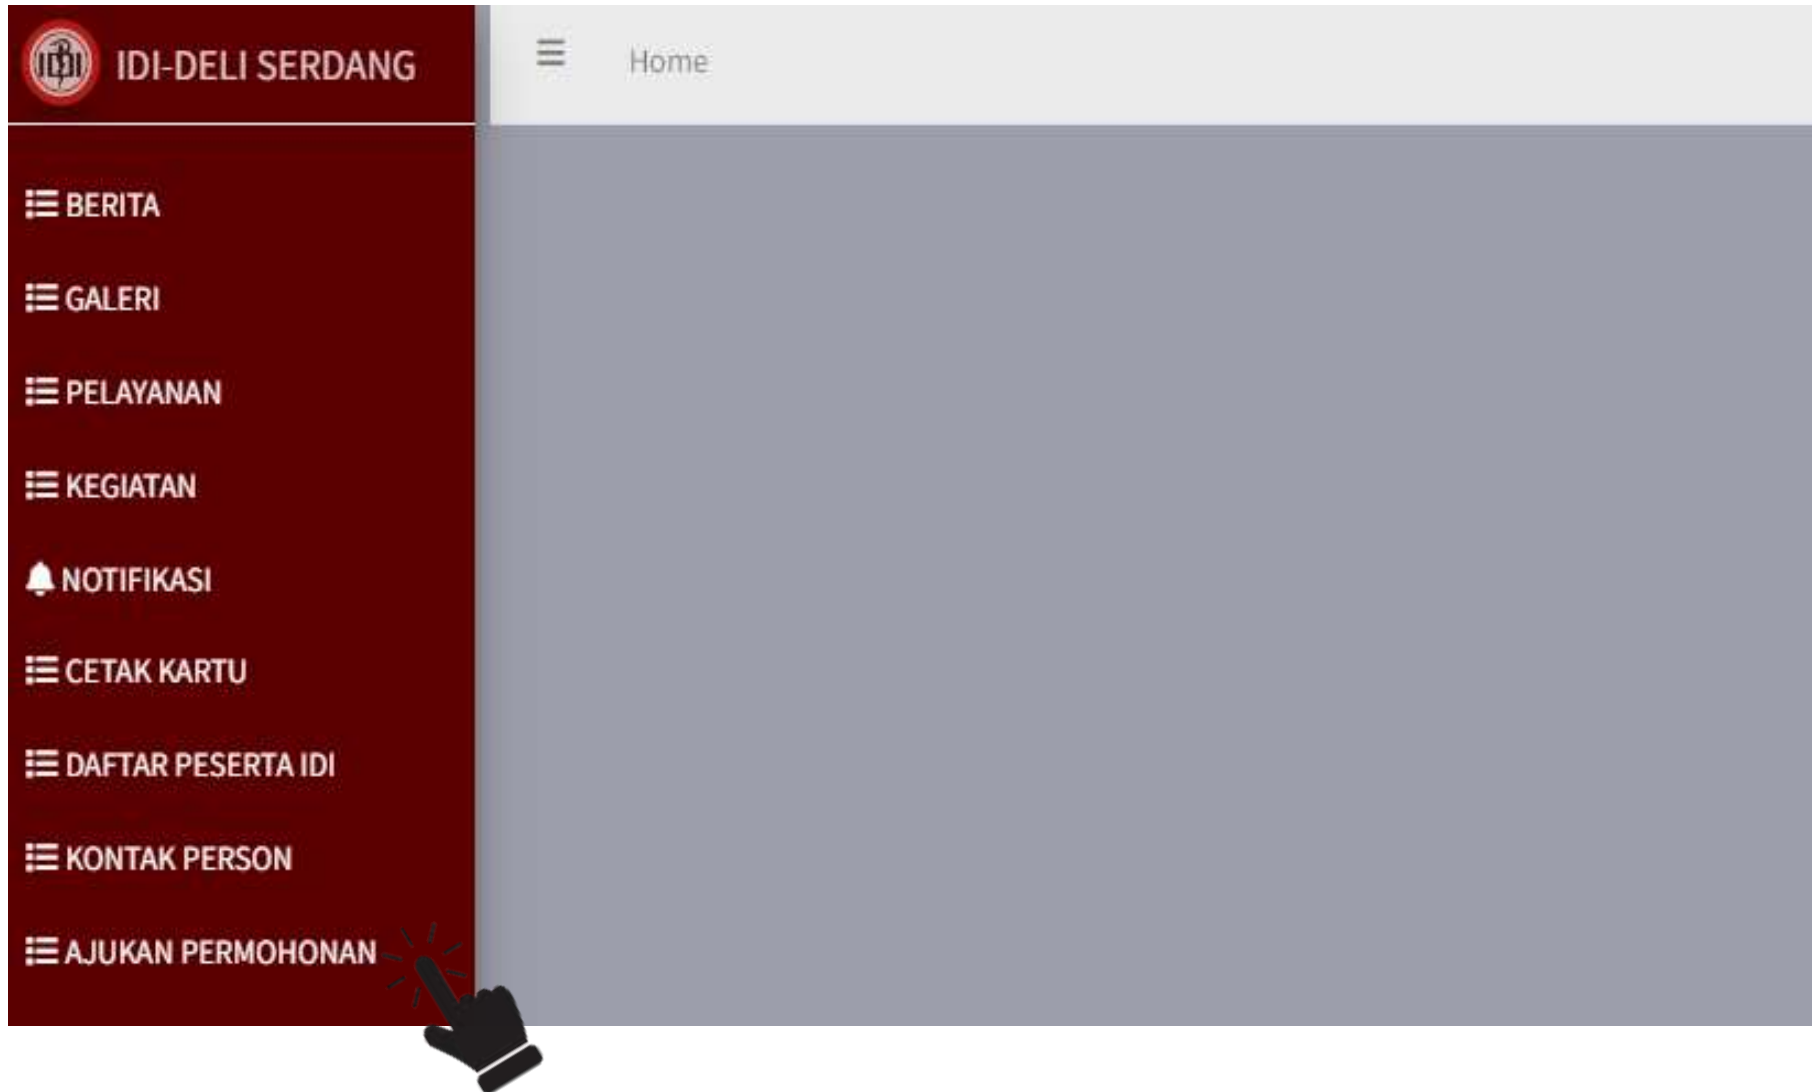 IDI-DELI SERDANG
Home
BERITA
GALERI
PELAYANAN
KEGIATAN
NOTIFIKASI
CETAK KARTU
DAFTAR PESERTA IDI
KONTAK PERSON
AJUKAN PERMOHONAN